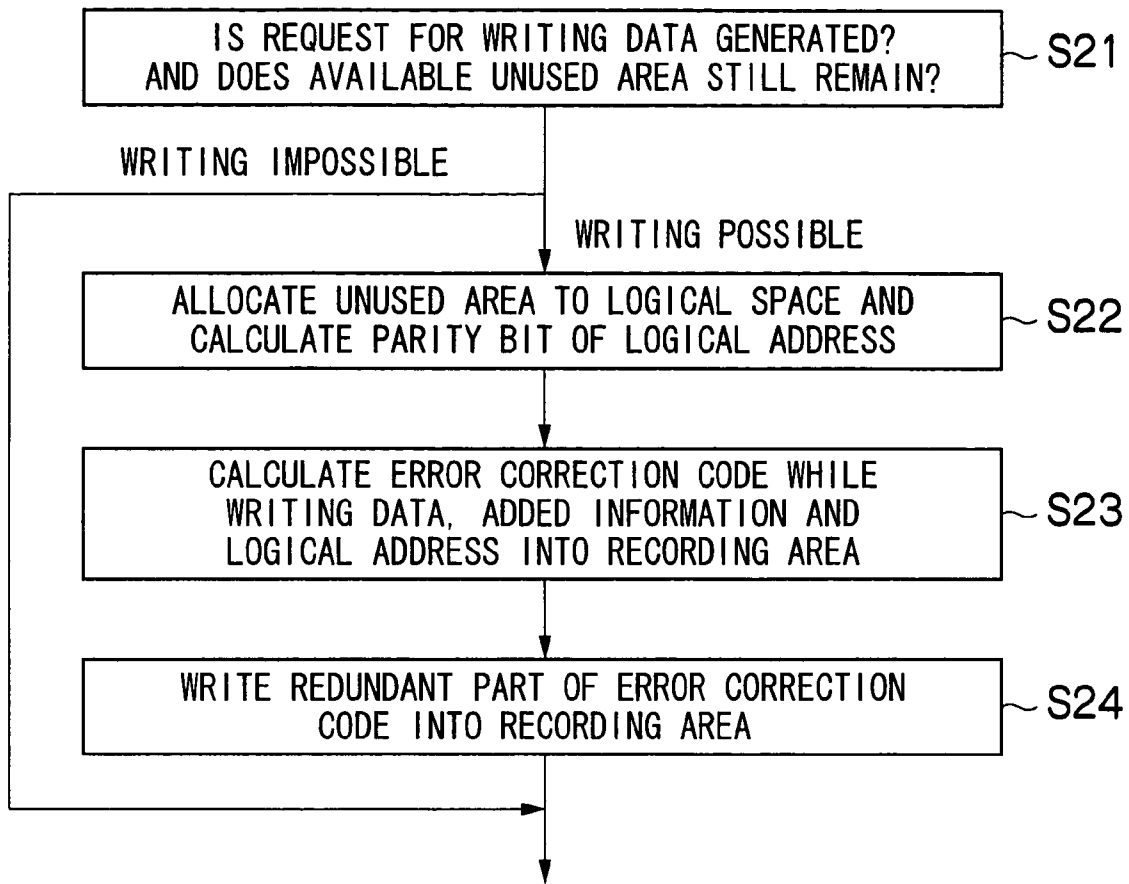 IS REQUEST FOR WRITING DATA GENERATED?
AND DOES AVAILABLE UNUSED AREA STILL REMAIN?
S21
WRITING IMPOSSIBLE
WRITING POSSIBLE
ALLOCATE UNUSED AREA TO LOGICAL SPACE AND
CALCULATE PARITY BIT OF LOGICAL ADDRESS
S22
CALCULATE ERROR CORRECTION CODE WHILE
WRITING DATA, ADDED INFORMATION AND
LOGICAL ADDRESS INTO RECORDING AREA
S23
WRITE REDUNDANT PART OF ERROR CORRECTION
CODE INTO RECORDING AREA
S24